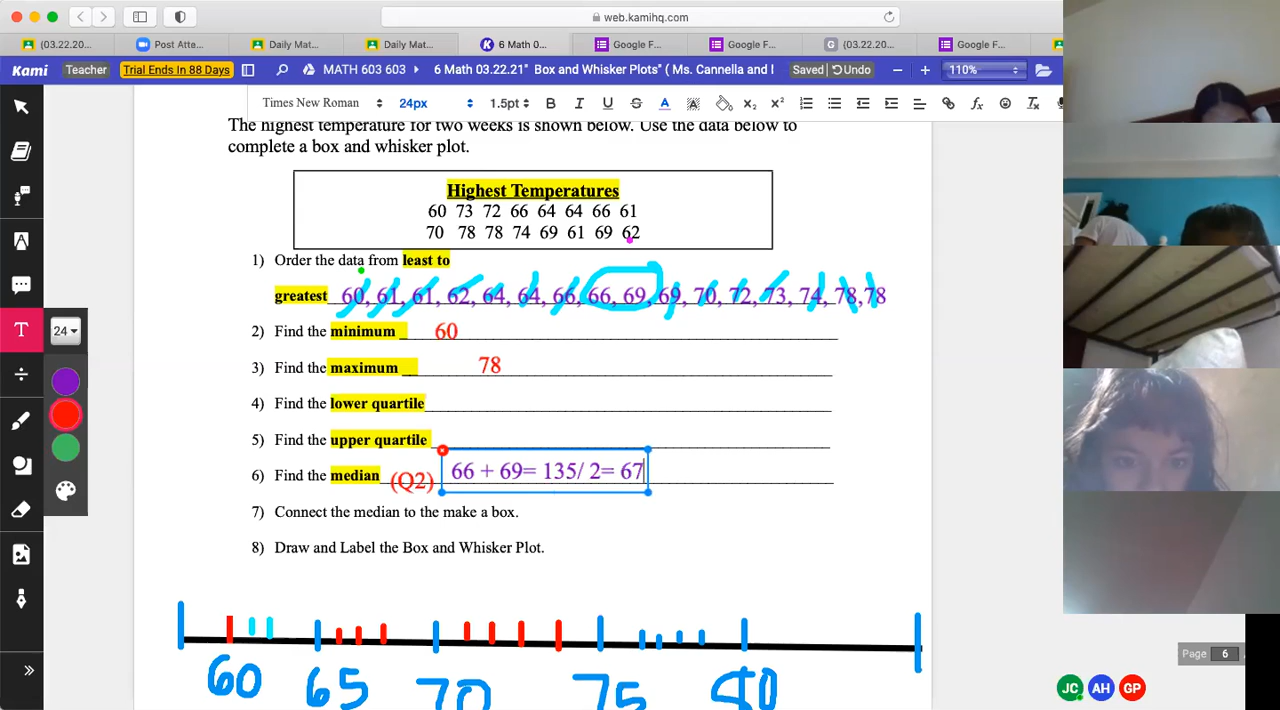 web.kamihq.com
(03.22.20...
Post Atte...
Daily Mat...
Daily Mat...
6 Math 0...
Google F...
Google F...
(03.22.20...
Google F...
Kami
Teacher
Trial Ends In 88 Days
MATH 603 603
6 Math 03.22.21" Box and Whisker Plots" ( Ms. Cannella and I
Saved
Undo
110%
Times New Roman
24px
1.5pt
The highest temperature for two weeks is shown below. Use the data below to
complete a box and whisker plot.
Highest Temperatures
60 73 72 66 64 64 66 61
70 78 78 74 69 61 69 62
1) Order the data from least to
greatest 60, 61, 61, 62, 64, 64, 66, 66, 69, 69, 70, 72, 73, 74, 78,78
2) Find the minimum 60
3) Find the maximum 78
4) Find the lower quartile
5) Find the upper quartile
6) Find the median (Q2) 66 + 69= 135/ 2= 67
7) Connect the median to the make a box.
8) Draw and Label the Box and Whisker Plot.
60 65 70 75 80
T
24
Page 6
JC AH GP